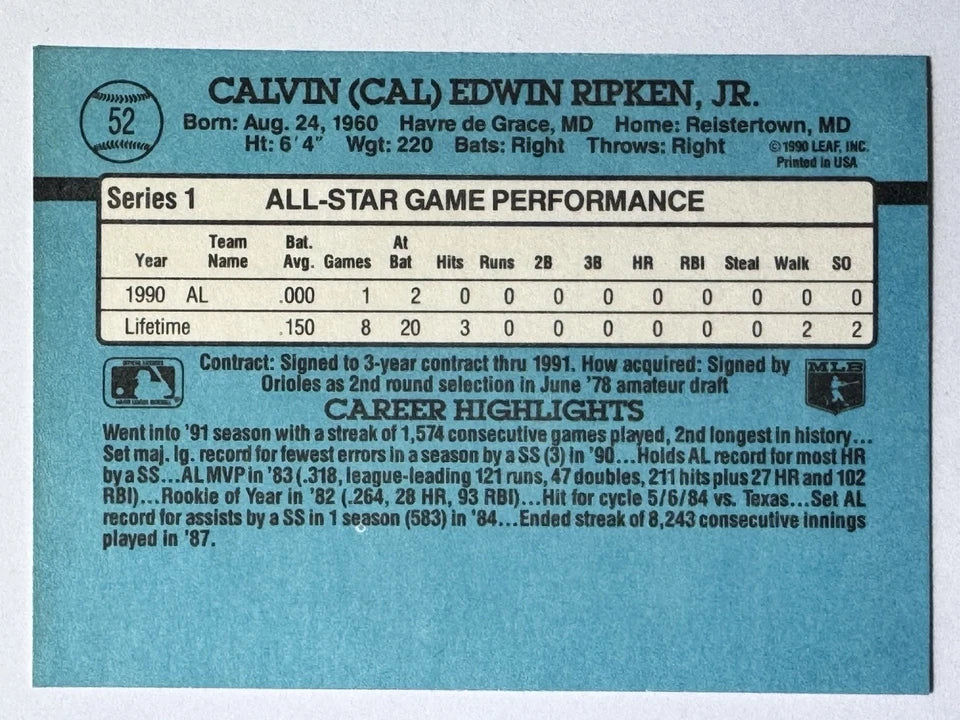 52
CALVIN (CAL) EDWIN RIPKEN, JR.
Born: Aug. 24, 1960 Havre de Grace, MD Home: Reistertown, MD
Ht: 6'4" Wgt: 220 Bats: Right Throws: Right
©1990 LEAF, INC.
Printed in USA
Series 1 ALL-STAR GAME PERFORMANCE
Year Team Name Bat. Avg. Games At Bat Hits Runs 2B 3B HR RBI Steal Walk SO
1990 AL .000 1 2 0 0 0 0 0 0 0 0 0
Lifetime .150 8 20 3 0 0 0 0 0 0 2 2
Contract: Signed to 3-year contract thru 1991. How acquired: Signed by
Orioles as 2nd round selection in June '78 amateur draft
MLB
CAREER HIGHLIGHTS
Went into '91 season with a streak of 1,574 consecutive games played, 2nd longest in history...
Set maj. lg. record for fewest errors in a season by a SS (3) in '90...Holds AL record for most HR
by a SS...AL MVP in '83 (.318, league-leading 121 runs, 47 doubles, 211 hits plus 27 HR and 102
RBI)...Rookie of Year in '82 (.264, 28 HR, 93 RBI)...Hit for cycle 5/6/84 vs. Texas...Set AL
record for assists by a SS in 1 season (583) in '84...Ended streak of 8,243 consecutive innings
played in '87.